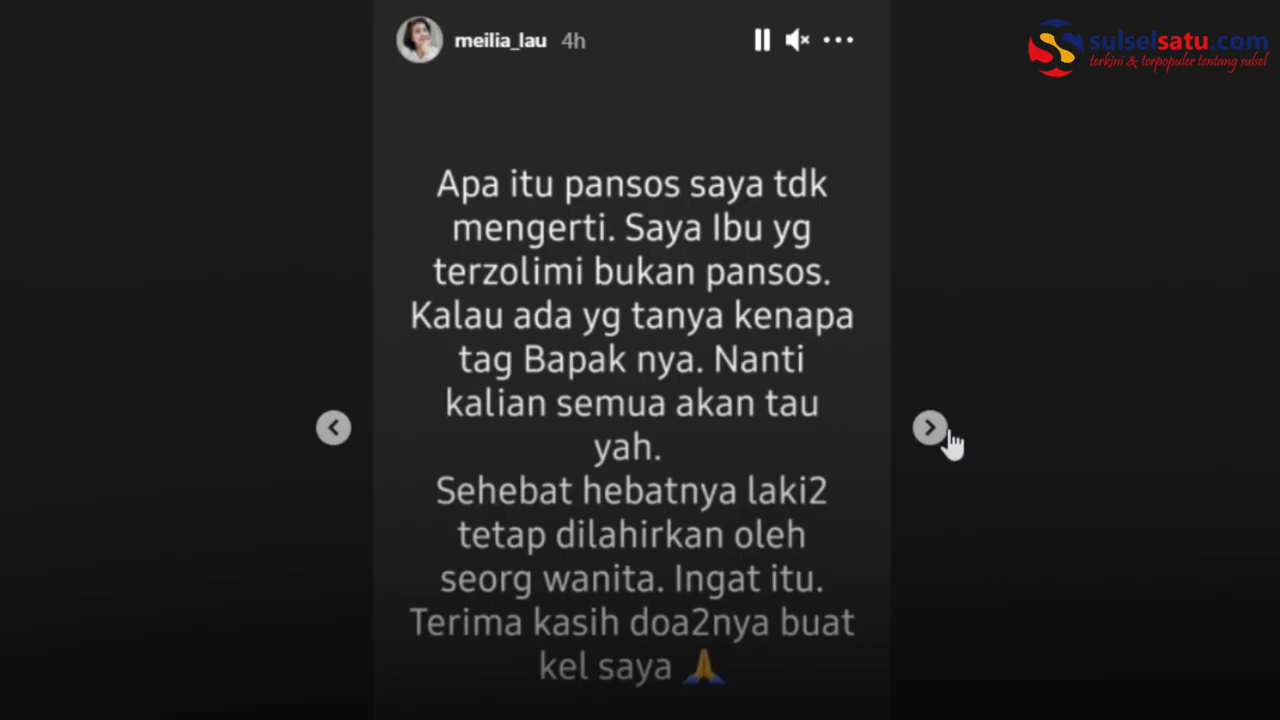 meilia_lau 4h
sulselsatu.com
terkini & terpopuler tentang sulsel
Apa itu pansos saya tdk
mengerti. Saya Ibu yg
terzolimi bukan pansos.
Kalau ada yg tanya kenapa
tag Bapak nya. Nanti
kalian semua akan tau
yah.
Sehebat hebatnya laki2
tetap dilahirkan oleh
seorg wanita. Ingat itu.
Terima kasih doa2nya buat
kel saya 🙏